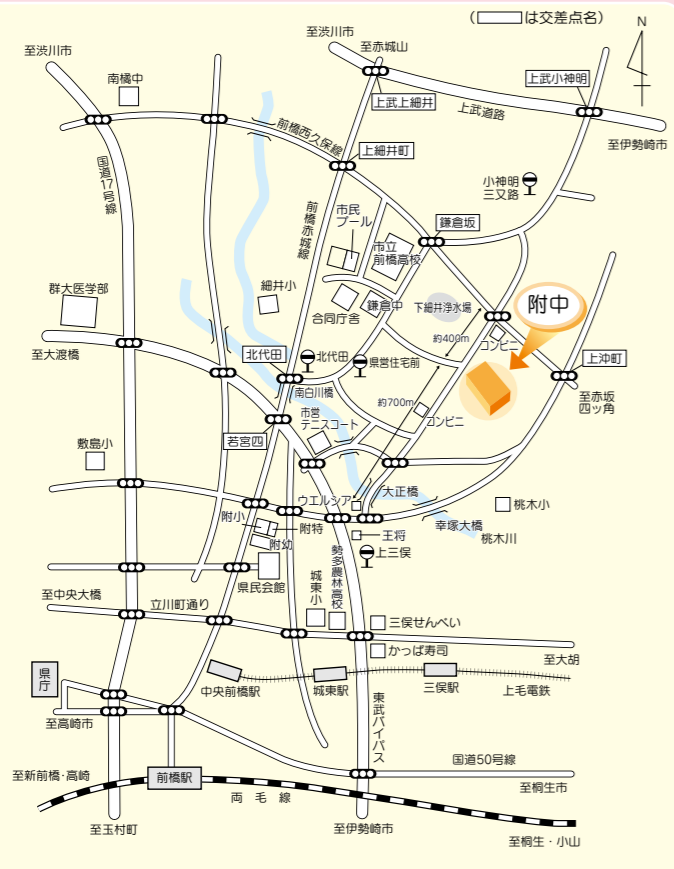 （　　は交差点名）
N
至渋川市
至渋川市
至赤城山
南橘中
上武上細井
上武小神明
上武道路
至伊勢崎市
国道17号線
前橋西久保線
上細井町
前橋赤城線
小神明
三又路
市民
プール
鎌倉坂
市立
前橋高校
群大医学部
細井小
合同庁舎
鎌倉中
下細井浄水場
附中
約400m
コンビニ
至大渡橋
北代田
北代田
県営住宅前
上沖町
南白川橋
至赤坂
四ッ角
約700m
コンビニ
市営
テニスコート
若宮四
敷島小
ウエルシア
大正橋
桃木小
附小
附特
幸塚大橋
桃木川
附幼
王将
上三俣
県民会館
城東小
勢多農林高校
至中央大橋
立川町通り
三俣せんべい
かっぱ寿司
至大胡
県庁
中央前橋駅
城東駅
三俣駅
上毛電鉄
至高崎市
東武バイパス
国道50号線
至新前橋・高崎
前橋駅
両毛線
至桐生市
至玉村町
至伊勢崎市
至桐生・小山